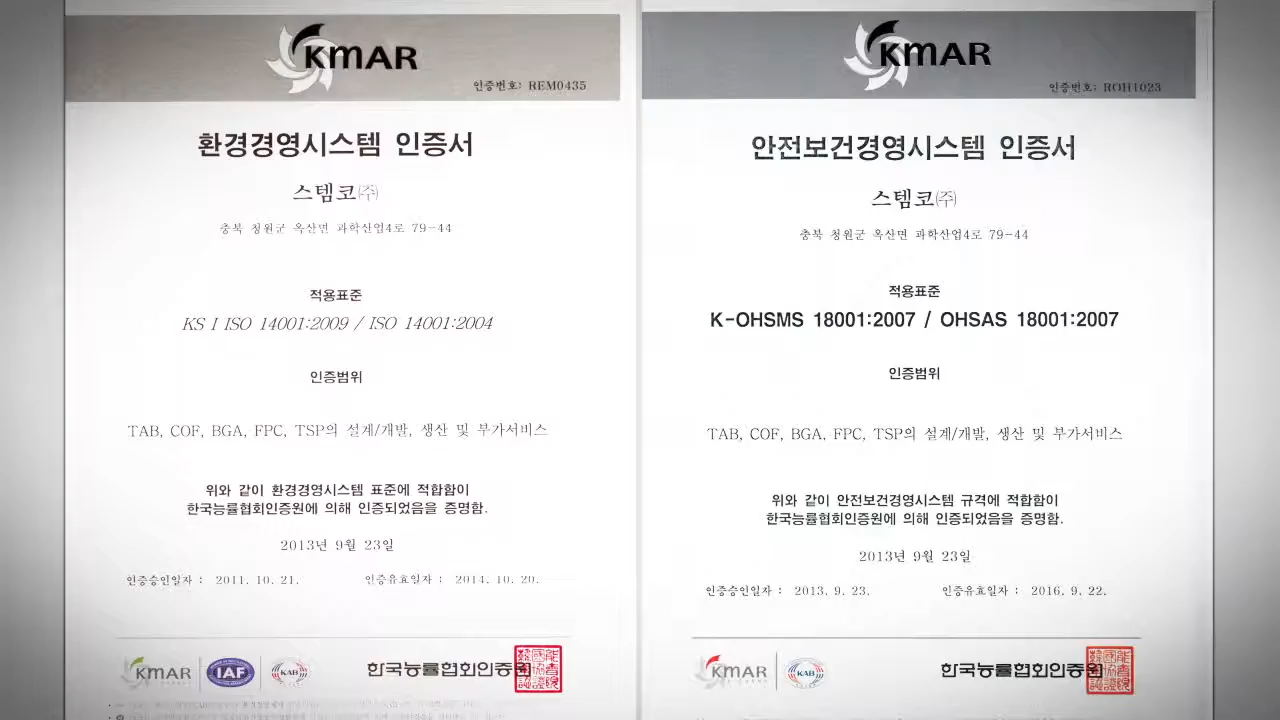 KMAR
인증번호: REM0435
환경경영시스템 인증서
스템코㈜
충북 청원군 옥산면 과학산업4로 79-44
적용표준
KS I ISO 14001:2009 / ISO 14001:2004
인증범위
TAB, COF, BGA, FPC, TSP의 설계/개발, 생산 및 부가서비스
위와 같이 환경경영시스템 표준에 적합함이
한국능률협회인증원에 의해 인증되었음을 증명함.
2013년 9월 23일
인증승인일자 : 2011. 10. 21. 인증유효일자 : 2014. 10. 20.
KMAR IAF KAB 한국능률협회인증원
KMAR
인증번호: ROH1023
안전보건경영시스템 인증서
스템코㈜
충북 청원군 옥산면 과학산업4로 79-44
적용표준
K-OHSMS 18001:2007 / OHSAS 18001:2007
인증범위
TAB, COF, BGA, FPC, TSP의 설계/개발, 생산 및 부가서비스
위와 같이 안전보건경영시스템 규격에 적합함이
한국능률협회인증원에 의해 인증되었음을 증명함.
2013년 9월 23일
인증승인일자 : 2013. 9. 23. 인증유효일자 : 2016. 9. 22.
KMAR KAB 한국능률협회인증원